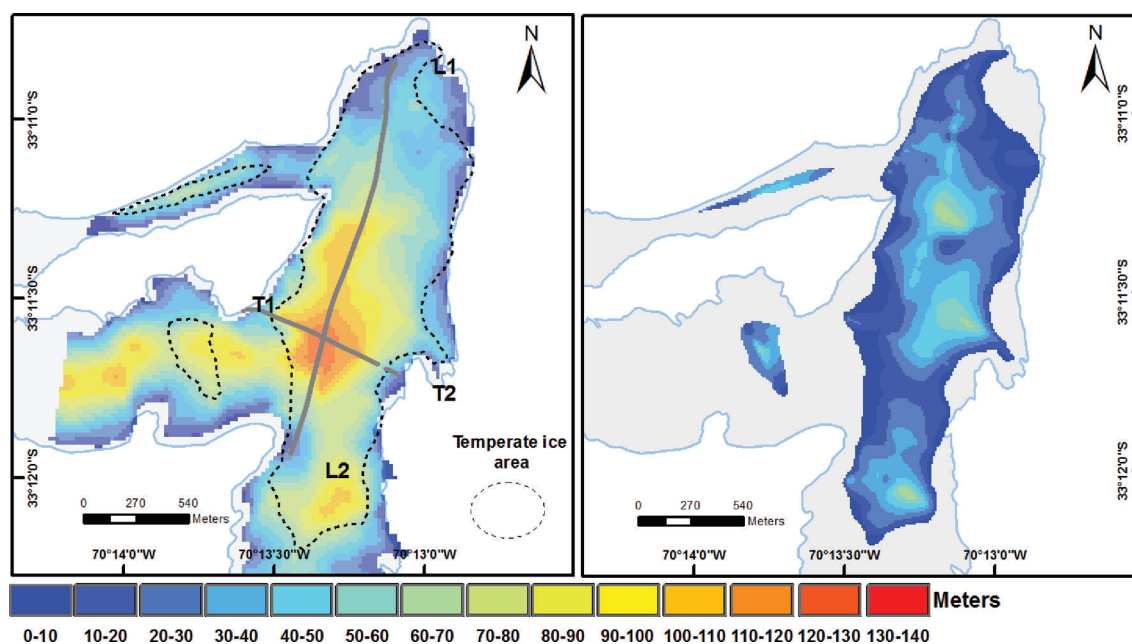 N
L1
33°11'0"S
33°11'30"S
33°12'0"S
T1
T2
L2
Temperate ice
area
0 270 540
Meters
70°14'0"W 70°13'30"W 70°13'0"W
N
33°11'0"S
33°11'30"S
33°12'0"S
0 270 540
Meters
70°14'0"W 70°13'30"W 70°13'0"W
Meters
0-10 10-20 20-30 30-40 40-50 50-60 60-70 70-80 80-90 90-100 100-110 110-120 120-130 130-140